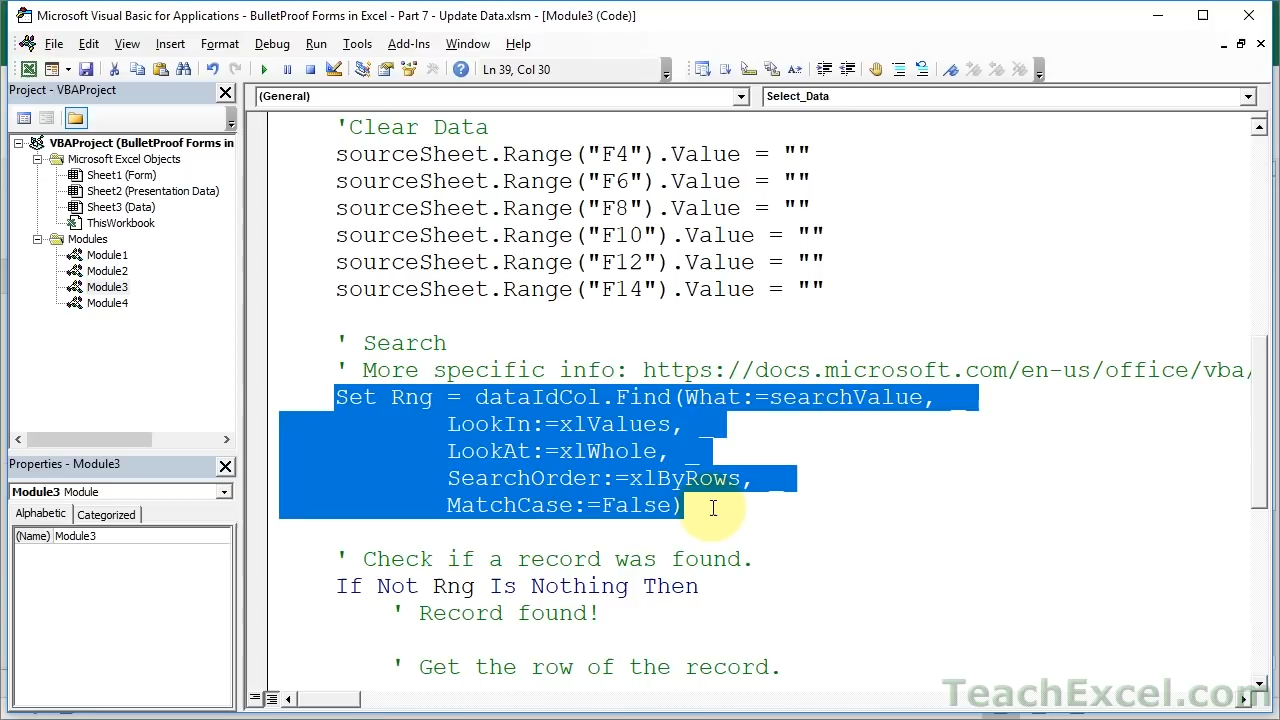 Microsoft Visual Basic for Applications - BulletProof Forms in Excel - Part 7 - Update Data.xlsm - [Module3 (Code)]
File Edit View Insert Format Debug Run Tools Add-Ins Window Help
Ln 39, Col 30
Project - VBAProject
(General)
Select_Data
VBAProject (BulletProof Forms in
Microsoft Excel Objects
Sheet1 (Form)
Sheet2 (Presentation Data)
Sheet3 (Data)
ThisWorkbook
Modules
Module1
Module2
Module3
Module4
Properties - Module3
Module3 Module
Alphabetic Categorized
(Name) Module3
'Clear Data
sourceSheet.Range("F4").Value = ""
sourceSheet.Range("F6").Value = ""
sourceSheet.Range("F8").Value = ""
sourceSheet.Range("F10").Value = ""
sourceSheet.Range("F12").Value = ""
sourceSheet.Range("F14").Value = ""
' Search
' More specific info: https://docs.microsoft.com/en-us/office/vba/
Set Rng = dataIdCol.Find(What:=searchValue, _
LookIn:=xlValues, _
LookAt:=xlWhole, _
SearchOrder:=xlByRows, _
MatchCase:=False)
' Check if a record was found.
If Not Rng Is Nothing Then
' Record found!
' Get the row of the record.
TeachExcel.com